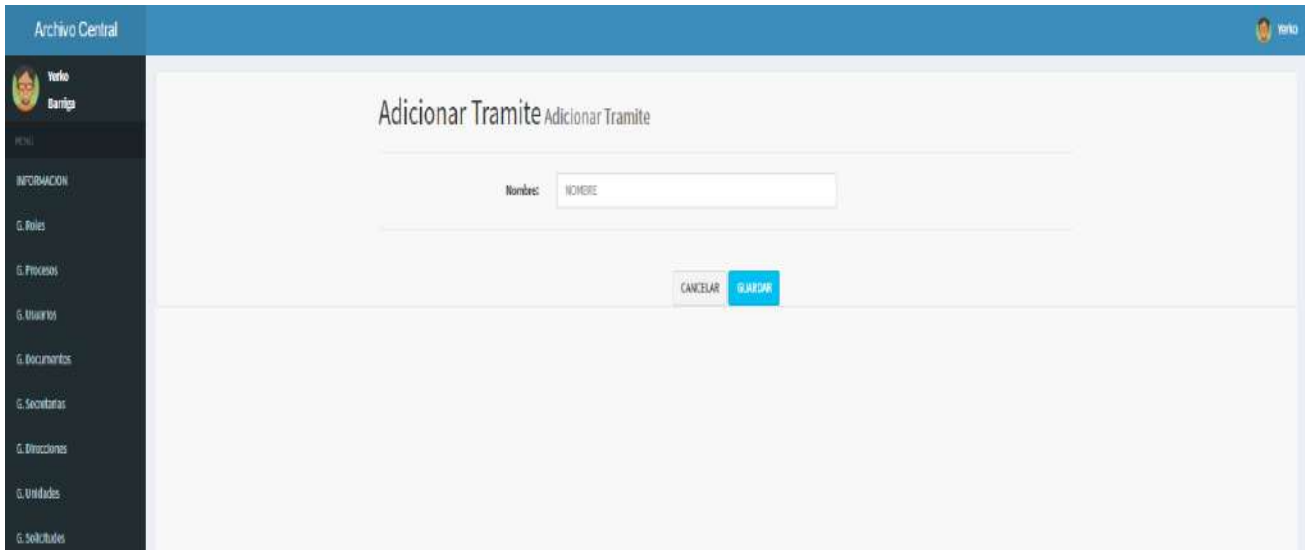 Archivo Central
Yerko
Yerko
Barriga
MENÚ
INFORMACION
G. Roles
G. Procesos
G. Usuarios
G. Documentos
G. Secretarias
G. Direcciones
G. Unidades
G. Solicitudes
Adicionar Tramite Adicionar Tramite
Nombre: NOMBRE
CANCELAR GUARDAR